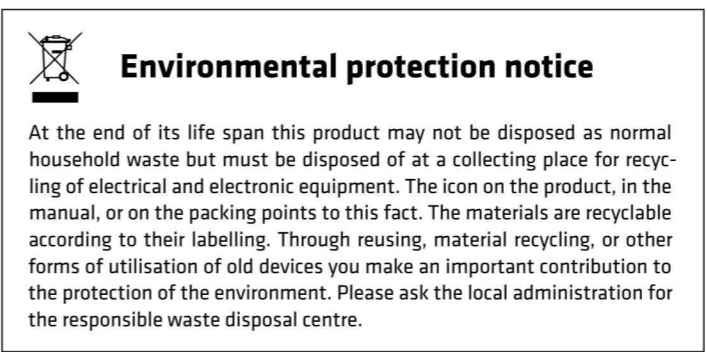 Environmental protection notice
At the end of its life span this product may not be disposed as normal
household waste but must be disposed of at a collecting place for recyc-
ling of electrical and electronic equipment. The icon on the product, in the
manual, or on the packing points to this fact. The materials are recyclable
according to their labelling. Through reusing, material recycling, or other
forms of utilisation of old devices you make an important contribution to
the protection of the environment. Please ask the local administration for
the responsible waste disposal centre.